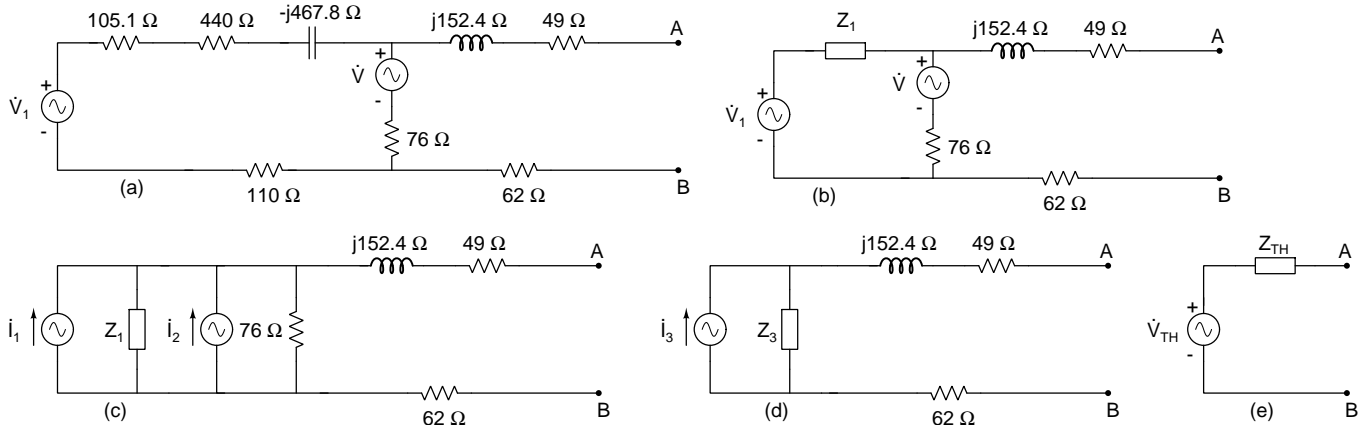 105.1 Ω 440 Ω -j467.8 Ω j152.4 Ω 49 Ω A
+ V̇ -
V̇₁ + -
76 Ω
(a) 110 Ω 62 Ω B
Z₁ j152.4 Ω 49 Ω A
+ V̇ -
V̇₁ + -
76 Ω
(b) 62 Ω B
j152.4 Ω 49 Ω A
İ₁ Z₁ İ₂ 76 Ω
(c) 62 Ω B
j152.4 Ω 49 Ω A
İ₃ Z₃
(d) 62 Ω B
Z_TH A
+ V̇_TH -
(e) B